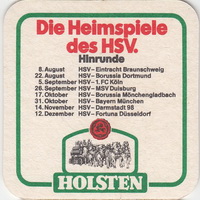 Die Heimspiele
des HSV.
Hinrunde
8. August HSV – Eintracht Braunschweig
22. August HSV – Borussia Dortmund
5. September HSV – 1. FC Köln
26. September HSV – MSV Duisburg
17. Oktober HSV – Borussia Mönchengladbach
31. Oktober HSV – Bayern München
14. November HSV – Darmstadt 98
12. Dezember HSV – Fortuna Düsseldorf
HOLSTEN